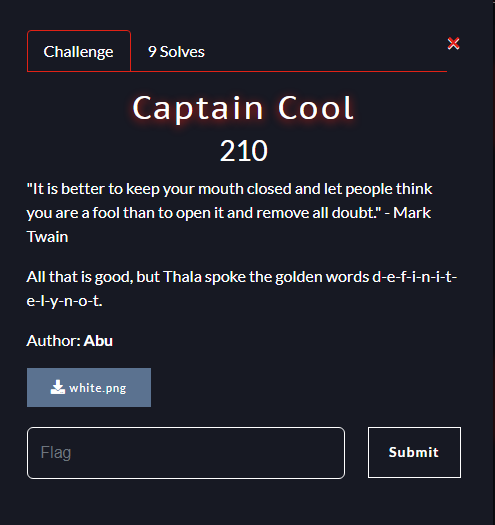 Challenge
9 Solves
Captain Cool
210
"It is better to keep your mouth closed and let people think
you are a fool than to open it and remove all doubt." - Mark
Twain
All that is good, but Thala spoke the golden words d-e-f-i-n-i-t-
e-l-y-n-o-t.
Author: Abu
white.png
Flag
Submit